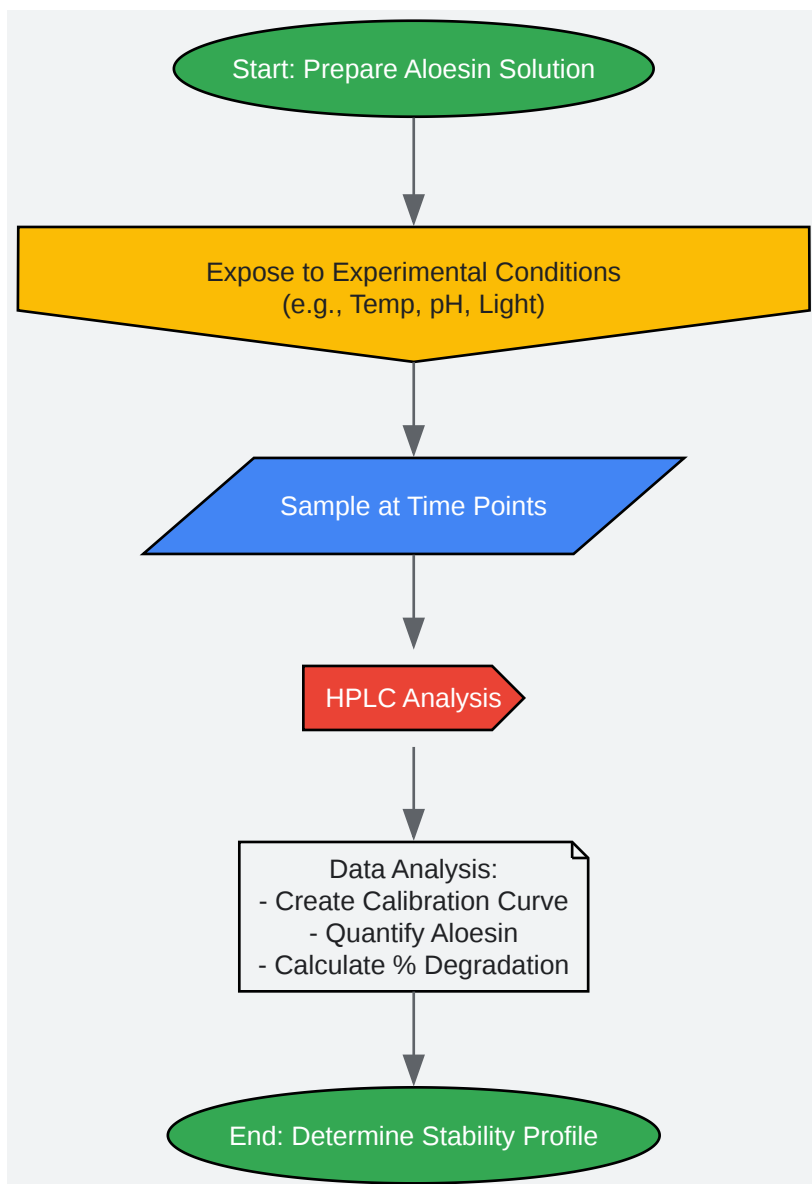 Start: Prepare Aloesin Solution
Expose to Experimental Conditions
(e.g., Temp, pH, Light)
Sample at Time Points
HPLC Analysis
Data Analysis:
- Create Calibration Curve
- Quantify Aloesin
- Calculate % Degradation
End: Determine Stability Profile